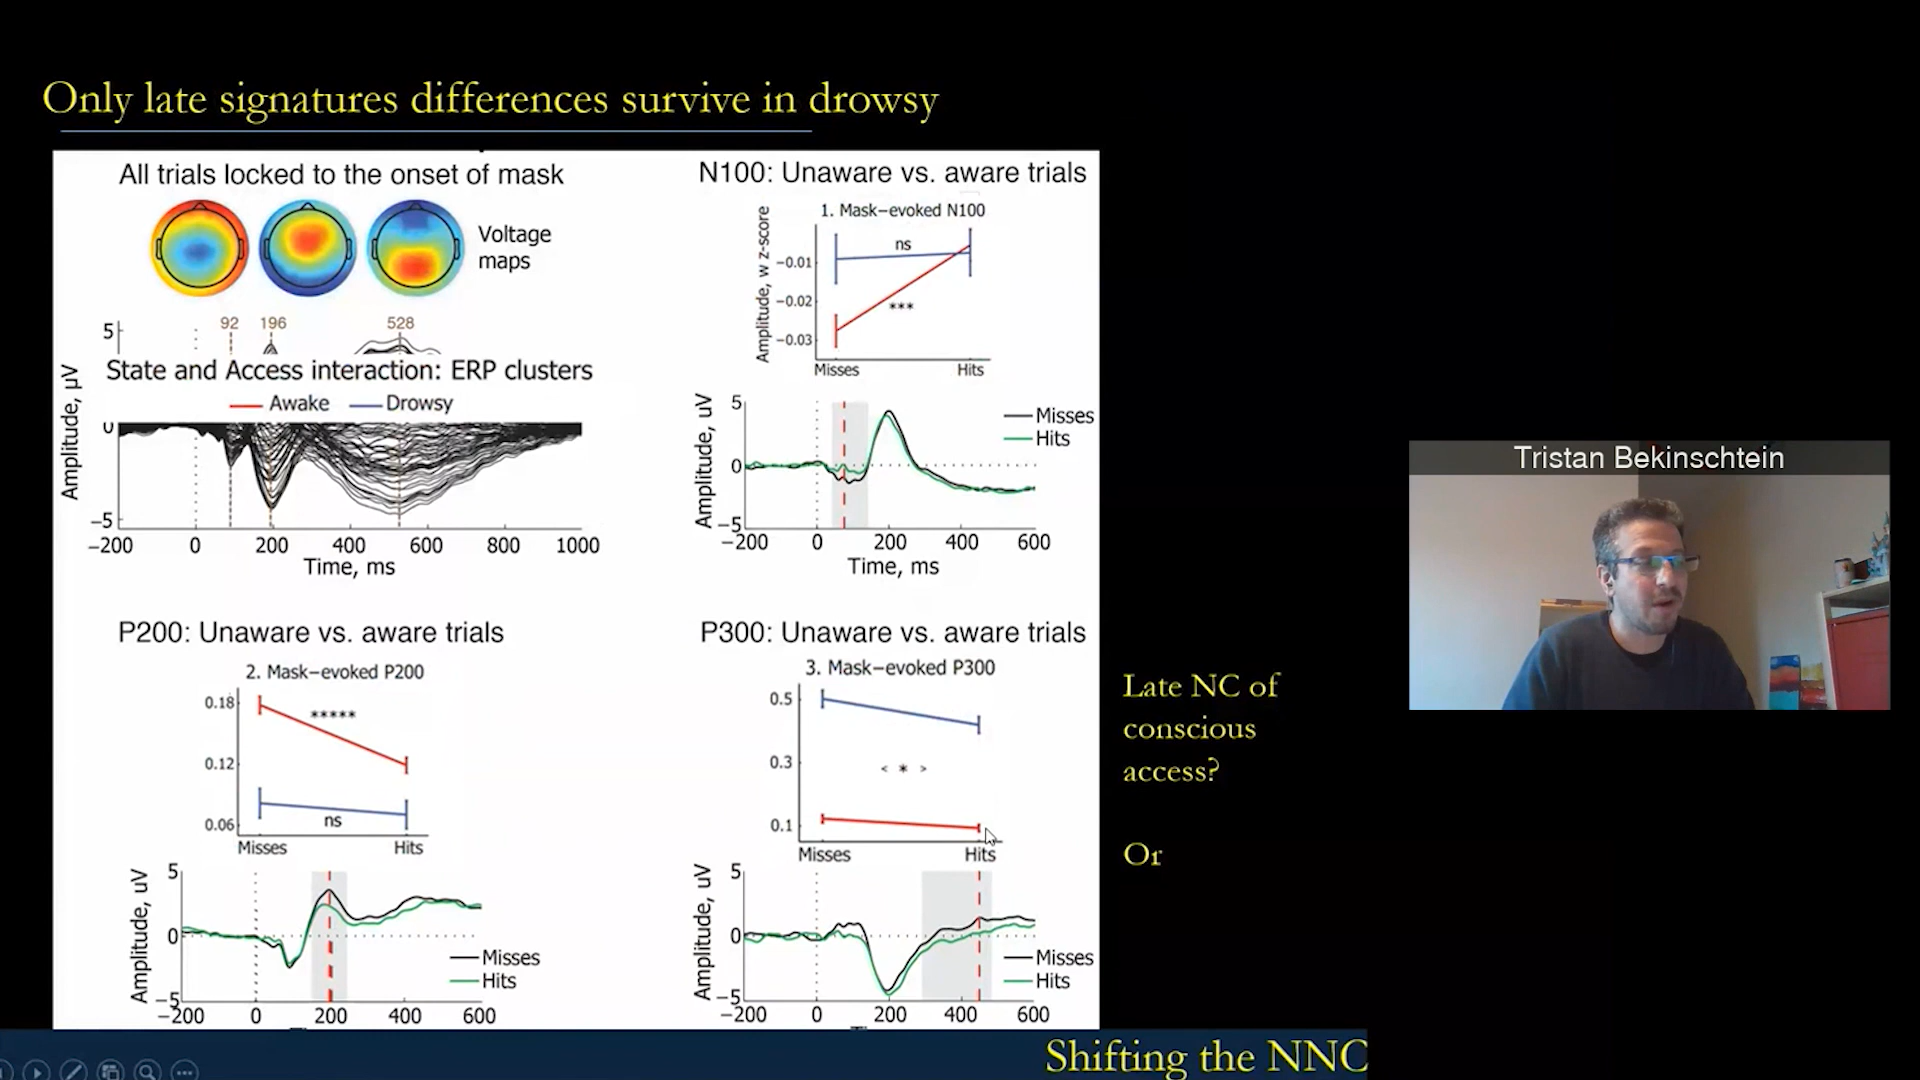 Only late signatures differences survive in drowsy
All trials locked to the onset of mask
Voltage
maps
92 196 528
5
State and Access interaction: ERP clusters
Awake Drowsy
0
−5
Amplitude, μV
−200 0 200 400 600 800 1000
Time, ms
N100: Unaware vs. aware trials
1. Mask−evoked N100
Amplitude, w z-score
−0.01
−0.02
−0.03
ns
***
Misses Hits
Amplitude, uV
5
0
−5
Misses
Hits
−200 0 200 400 600
Time, ms
P200: Unaware vs. aware trials
2. Mask−evoked P200
0.18
0.12
0.06
*****
ns
Misses Hits
Amplitude, uV
5
0
−5
Misses
Hits
−200 0 200 400 600
P300: Unaware vs. aware trials
3. Mask−evoked P300
0.5
0.3
0.1
< * >
Misses Hits
Amplitude, uV
5
0
−5
Misses
Hits
−200 0 200 400 600
Late NC of
conscious
access?
Or
Tristan Bekinschtein
Shifting the NNC